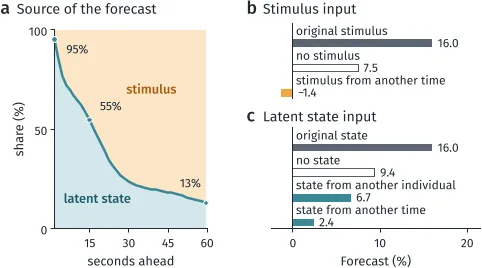 a Source of the forecast
100
95%
stimulus
55%
share (%)
50
13%
latent state
0
15 30 45 60
seconds ahead
b Stimulus input
original stimulus
16.0
no stimulus
7.5
stimulus from another time
−1.4
c Latent state input
original state
16.0
no state
9.4
state from another individual
6.7
state from another time
2.4
0 10 20
Forecast (%)